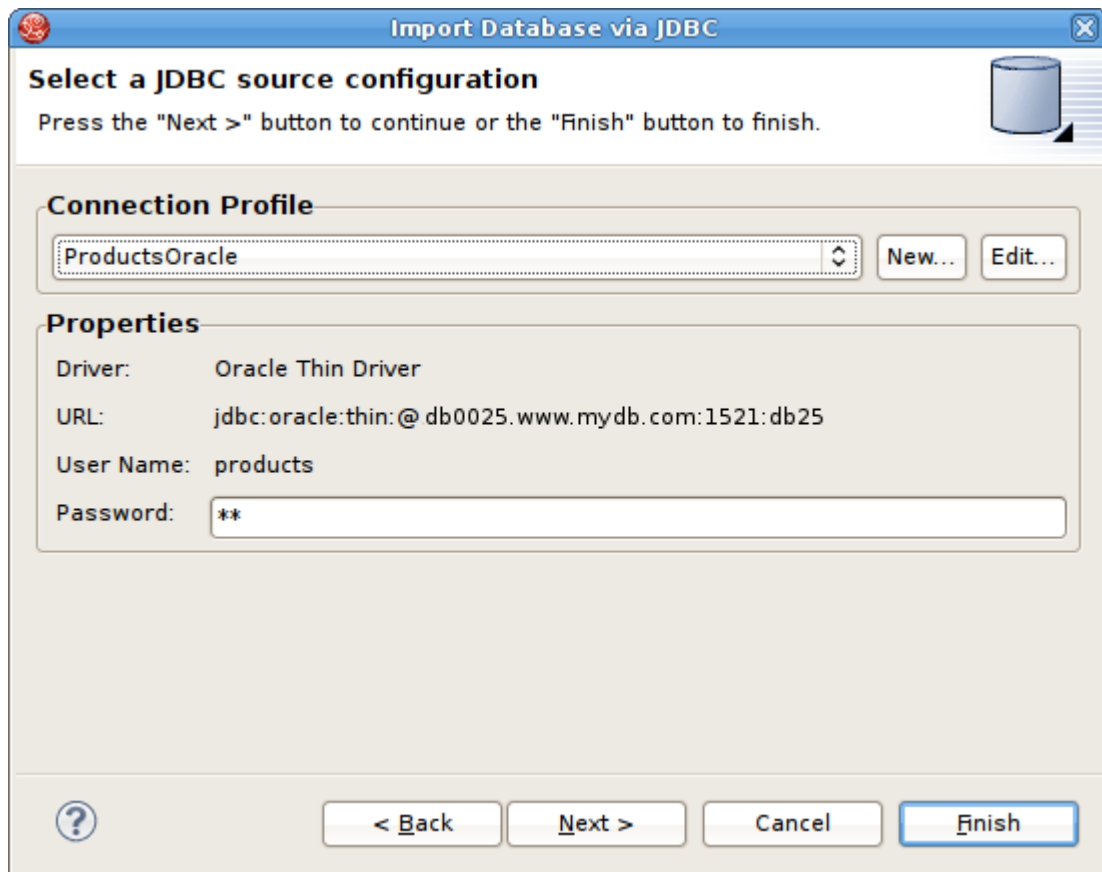 Import Database via JDBC
Select a JDBC source configuration
Press the "Next >" button to continue or the "Finish" button to finish.
Connection Profile
ProductsOracle New... Edit...
Properties
Driver: Oracle Thin Driver
URL: jdbc:oracle:thin:@ db0025.www.mydb.com:1521:db25
User Name: products
Password: **
? < Back Next > Cancel Finish